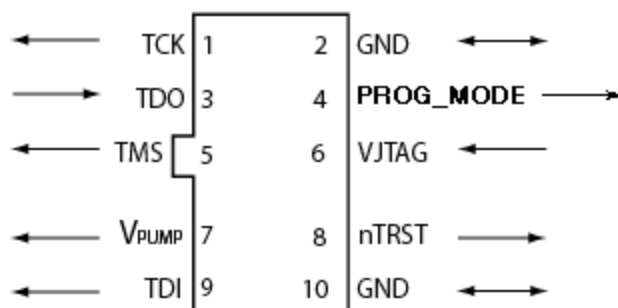 TCK 1 2 GND
TDO 3 4 PROG_MODE
TMS 5 6 VJTAG
VPUMP 7 8 nTRST
TDI 9 10 GND